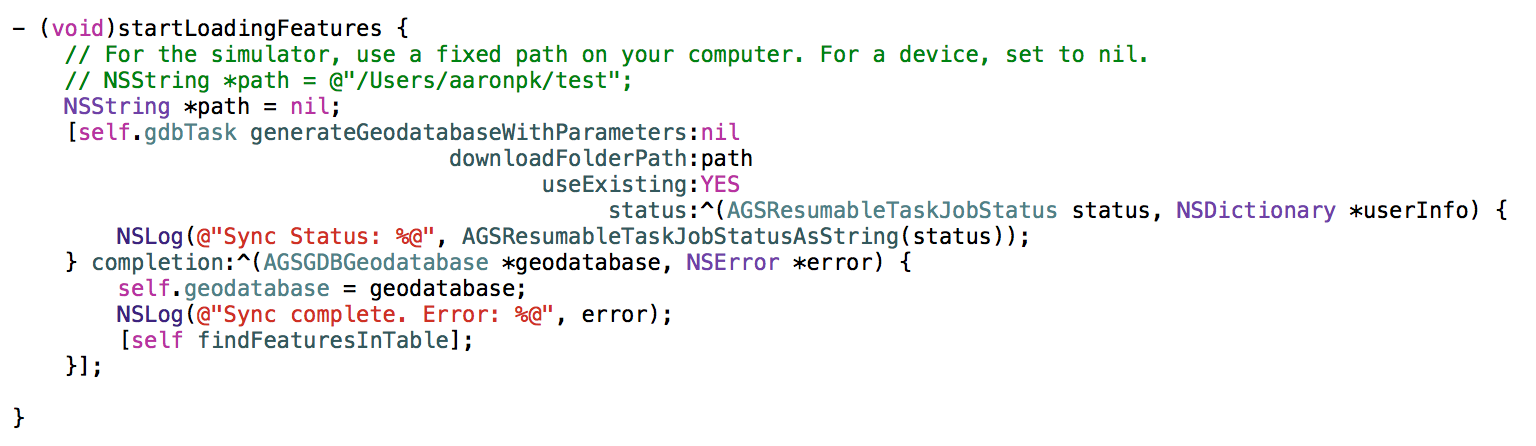 - (void)startLoadingFeatures {
    // For the simulator, use a fixed path on your computer. For a device, set to nil.
    // NSString *path = @"/Users/aaronpk/test";
    NSString *path = nil;
    [self.gdbTask generateGeodatabaseWithParameters:nil
                                 downloadFolderPath:path
                                        useExisting:YES
                                             status:^(AGSResumableTaskJobStatus status, NSDictionary *userInfo) {
        NSLog(@"Sync Status: %@", AGSResumableTaskJobStatusAsString(status));
    } completion:^(AGSGDBGeodatabase *geodatabase, NSError *error) {
        self.geodatabase = geodatabase;
        NSLog(@"Sync complete. Error: %@", error);
        [self findFeaturesInTable];
    }];

}